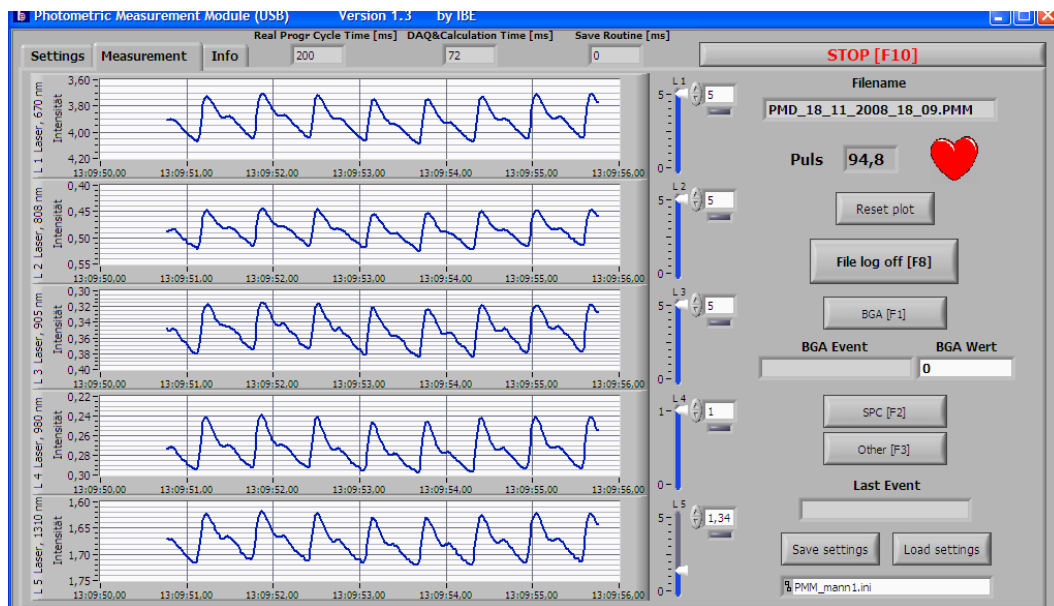 Photometric Measurement Module (USB) Version 1.3 by IBE
Real Progr Cycle Time [ms] DAQ&Calculation Time [ms] Save Routine [ms]
Settings Measurement Info 200 72 0 STOP [F10]
L 1 Laser, 670 nm
Intensität
3,60
3,80
4,00
4,20
13:09:50,00 13:09:51,00 13:09:52,00 13:09:53,00 13:09:54,00 13:09:55,00 13:09:56,00
L 1
5
0
5
L 2 Laser, 808 nm
Intensität
0,40
0,45
0,50
0,55
13:09:50,00 13:09:51,00 13:09:52,00 13:09:53,00 13:09:54,00 13:09:55,00 13:09:56,00
L 2
5
0
5
L 3 Laser, 905 nm
Intensität
0,30
0,32
0,34
0,36
0,38
0,40
13:09:50,00 13:09:51,00 13:09:52,00 13:09:53,00 13:09:54,00 13:09:55,00 13:09:56,00
L 3
5
0
5
L 4 Laser, 980 nm
Intensität
0,22
0,24
0,26
0,28
0,30
13:09:50,00 13:09:51,00 13:09:52,00 13:09:53,00 13:09:54,00 13:09:55,00 13:09:56,00
L 4
1
0
1
L 5 Laser, 1310 nm
Intensität
1,60
1,65
1,70
1,75
13:09:50,00 13:09:51,00 13:09:52,00 13:09:53,00 13:09:54,00 13:09:55,00 13:09:56,00
L 5
5
0
1,34
Filename
PMD_18_11_2008_18_09.PMM
Puls 94,8
Reset plot
File log off [F8]
BGA [F1]
BGA Event BGA Wert
0
SPC [F2]
Other [F3]
Last Event
Save settings Load settings
PMM_mann1.ini